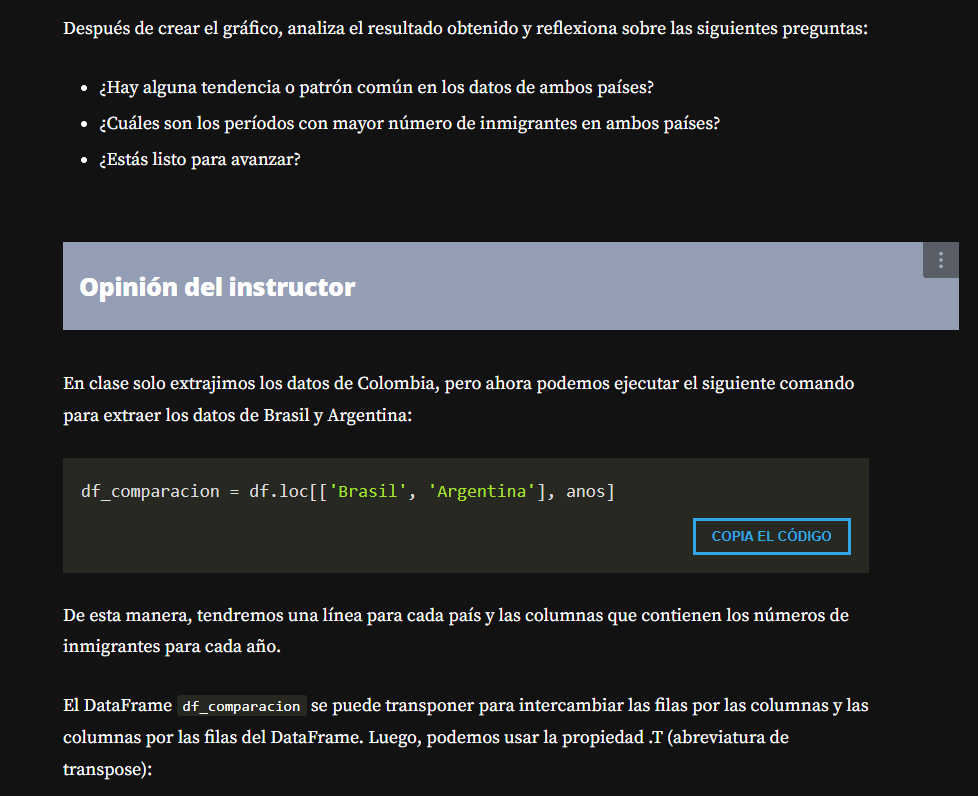 Después de crear el gráfico, analiza el resultado obtenido y reflexiona sobre las siguientes preguntas:
• ¿Hay alguna tendencia o patrón común en los datos de ambos países?
• ¿Cuáles son los períodos con mayor número de inmigrantes en ambos países?
• ¿Estás listo para avanzar?
Opinión del instructor
En clase solo extrajimos los datos de Colombia, pero ahora podemos ejecutar el siguiente comando
para extraer los datos de Brasil y Argentina:
df_comparacion = df.loc[['Brasil', 'Argentina'], anos]
COPIA EL CÓDIGO
De esta manera, tendremos una línea para cada país y las columnas que contienen los números de
inmigrantes para cada año.
El DataFrame df_comparacion se puede transponer para intercambiar las filas por las columnas y las
columnas por las filas del DataFrame. Luego, podemos usar la propiedad .T (abreviatura de
transpose):